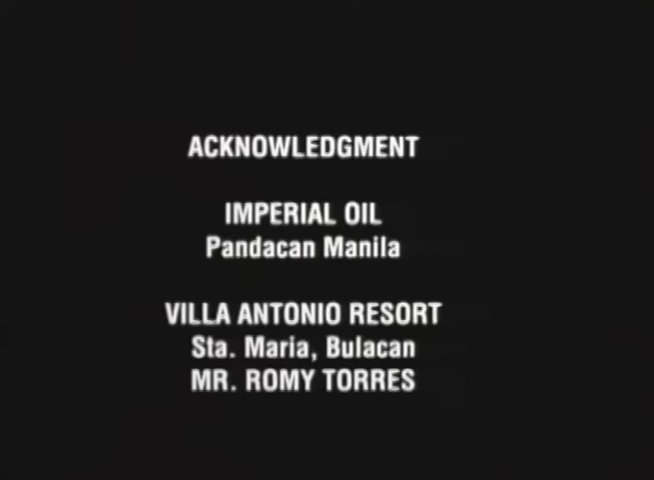 ACKNOWLEDGMENT
IMPERIAL OIL
Pandacan Manila
VILLA ANTONIO RESORT
Sta. Maria, Bulacan
MR. ROMY TORRES